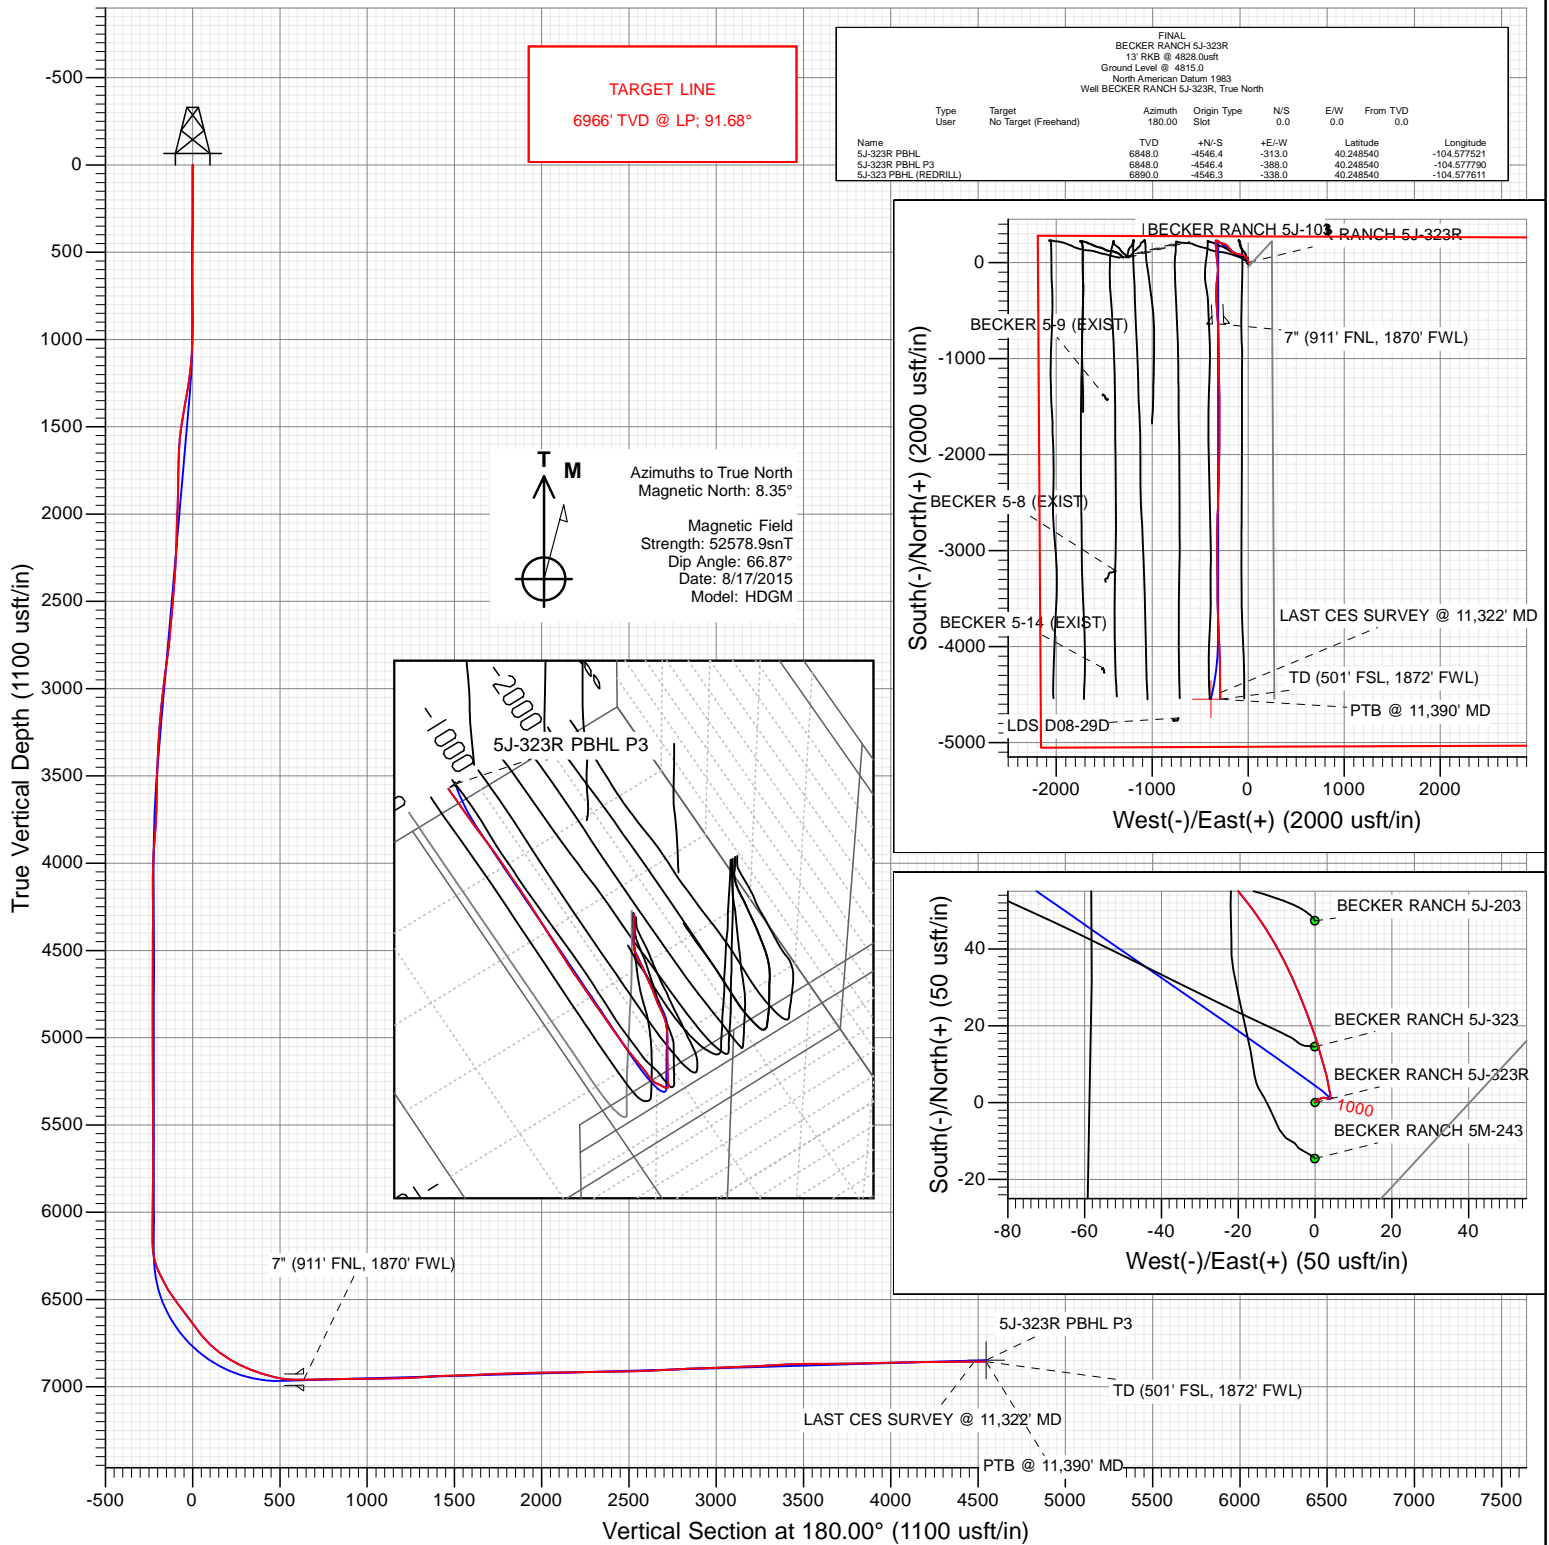 TARGET LINE
6966' TVD @ LP; 91.68°
FINAL
BECKER RANCH 5J-323R
13' RKB @ 4828.0usft
Ground Level @ 4815.0
North American Datum 1983
Well BECKER RANCH 5J-323R, True North
Type Target Azimuth Origin Type N/S E/W From TVD
User No Target (Freehand) 180.00 Slot 0.0 0.0 0.0
Name TVD +N/-S +E/-W Latitude Longitude
5J-323R PBHL 6848.0 -4546.4 -313.0 40.248540 -104.577521
5J-323R PBHL P3 6848.0 -4546.4 -388.0 40.248540 -104.577790
5J-323 PBHL (REDRILL) 6890.0 -4546.3 -338.0 40.248540 -104.577611
True Vertical Depth (1100 usft/in)
-500
0
500
1000
1500
2000
2500
3000
3500
4000
4500
5000
5500
6000
6500
7000
T M
Azimuths to True North
Magnetic North: 8.35°
Magnetic Field
Strength: 52578.9snT
Dip Angle: 66.87°
Date: 8/17/2015
Model: HDGM
-1000
-2000
5J-323R PBHL P3
7" (911' FNL, 1870' FWL)
5J-323R PBHL P3
TD (501' FSL, 1872' FWL)
LAST CES SURVEY @ 11,322' MD
PTB @ 11,390' MD
-500 0 500 1000 1500 2000 2500 3000 3500 4000 4500 5000 5500 6000 6500 7000 7500
Vertical Section at 180.00° (1100 usft/in)
BECKER RANCH 5J-103
RANCH 5J-323R
South(-)/North(+) (2000 usft/in)
0
-1000
-2000
-3000
-4000
-5000
BECKER 5-9 (EXIST)
7" (911' FNL, 1870' FWL)
BECKER 5-8 (EXIST)
BECKER 5-14 (EXIST)
LAST CES SURVEY @ 11,322' MD
TD (501' FSL, 1872' FWL)
PTB @ 11,390' MD
LDS D08-29D
-2000 -1000 0 1000 2000
West(-)/East(+) (2000 usft/in)
South(-)/North(+) (50 usft/in)
40
20
0
-20
BECKER RANCH 5J-203
BECKER RANCH 5J-323
BECKER RANCH 5J-323R
1000
BECKER RANCH 5M-243
-80 -60 -40 -20 0 20 40
West(-)/East(+) (50 usft/in)